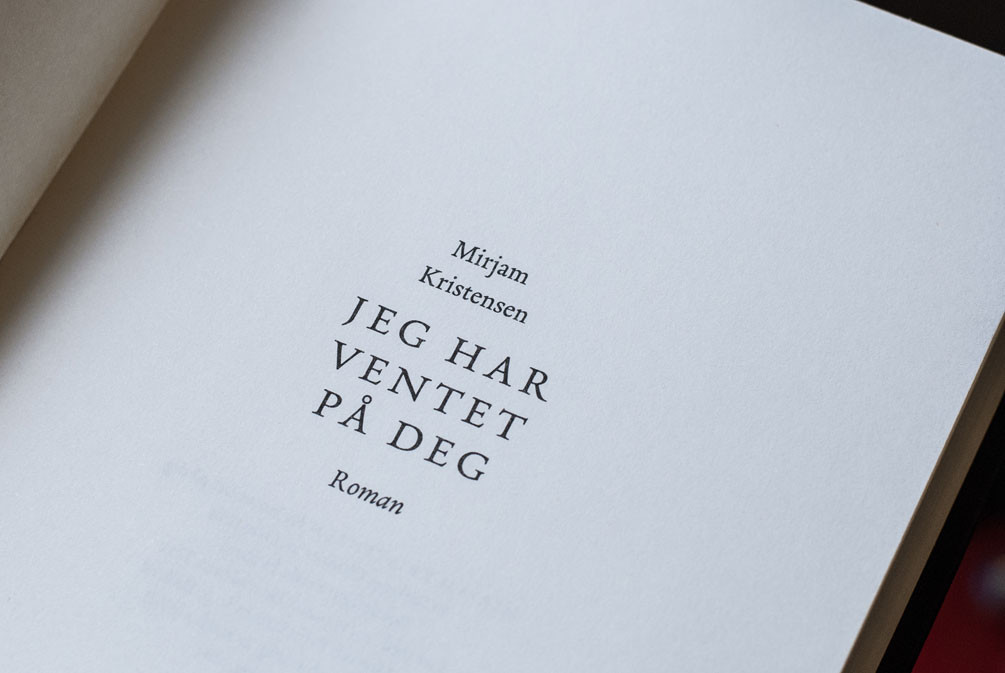 Mirjam
Kristensen
JEG HAR
VENTET
PÅ DEG
Roman